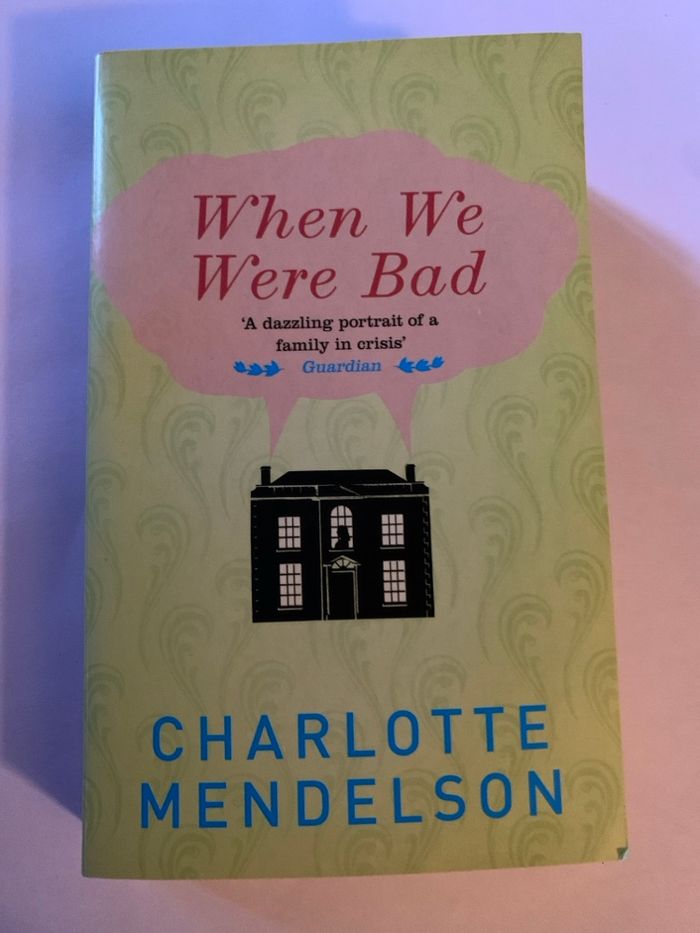 When We
Were Bad
‘A dazzling portrait of a
family in crisis’
Guardian
CHARLOTTE
MENDELSON